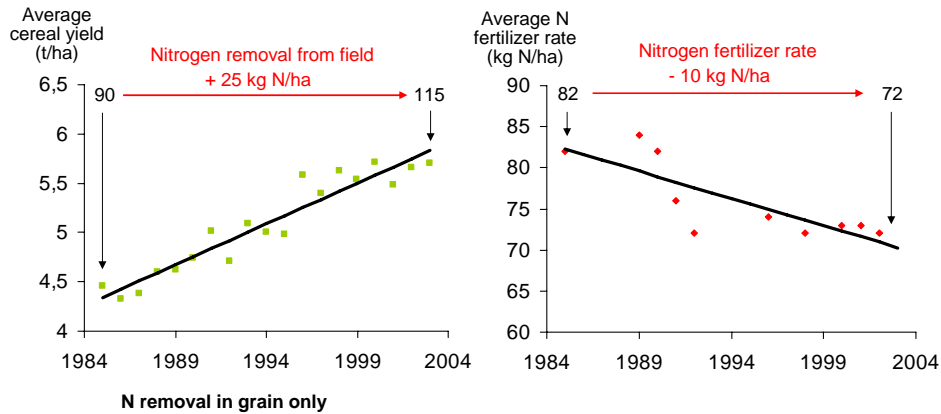 Average
cereal yield
(t/ha)
Nitrogen removal from field
+ 25 kg N/ha
90
115
6,5
6
5,5
5
4,5
4
1984
1989
1994
1999
2004
N removal in grain only
Average N
fertilizer rate
(kg N/ha)
Nitrogen fertilizer rate
- 10 kg N/ha
82
72
90
85
80
75
70
65
60
1984
1989
1994
1999
2004